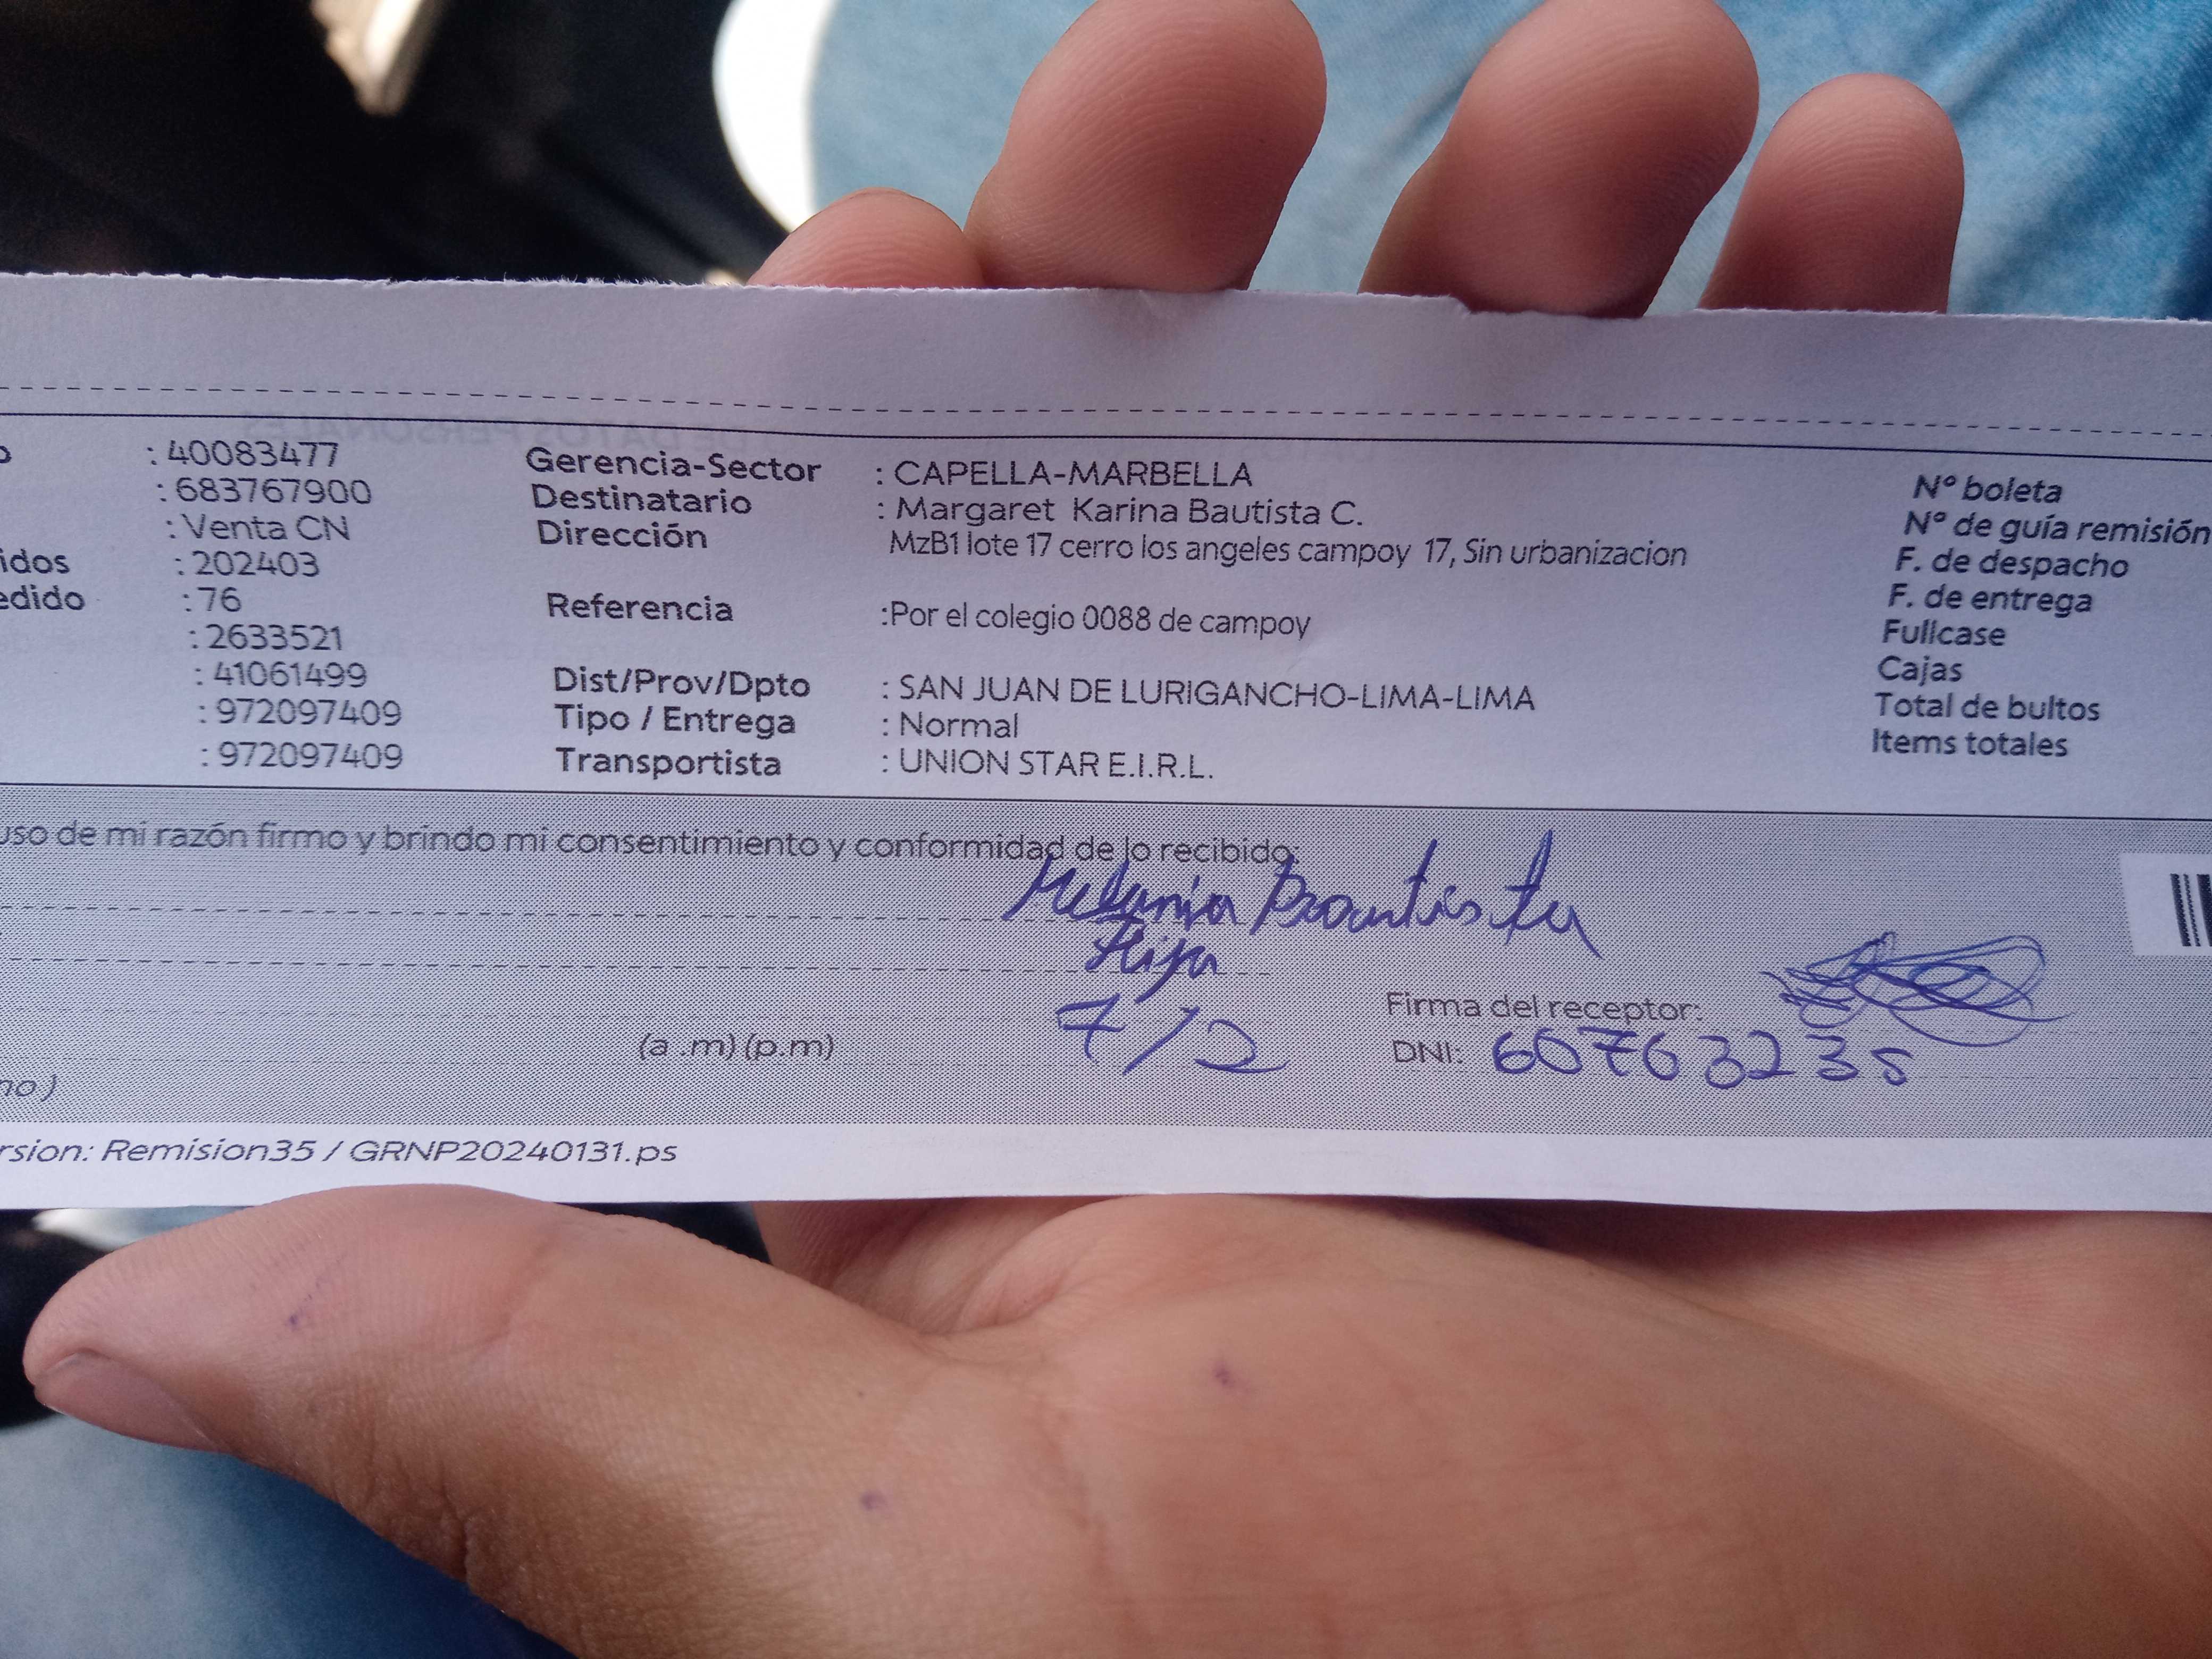 : 40083477
: 683767900
: Venta CN
idos : 202403
edido : 76
: 2633521
: 41061499
: 972097409
: 972097409
Gerencia-Sector : CAPELLA-MARBELLA
Destinatario : Margaret Karina Bautista C.
Dirección MzB1 lote 17 cerro los angeles campoy 17, Sin urbanizacion
Referencia :Por el colegio 0088 de campoy
Dist/Prov/Dpto : SAN JUAN DE LURIGANCHO-LIMA-LIMA
Tipo / Entrega : Normal
Transportista : UNION STAR E.I.R.L.
Nº boleta
Nº de guía remisión
F. de despacho
F. de entrega
Fullcase
Cajas
Total de bultos
Items totales
uso de mi razón firmo y brindo mi consentimiento y conformidad de lo recibido:
Melania Bautista
Hija
7/2
Firma del receptor:
(a .m) (p.m)
DNI: 60763235
no)
rsion: Remision35 / GRNP20240131.ps